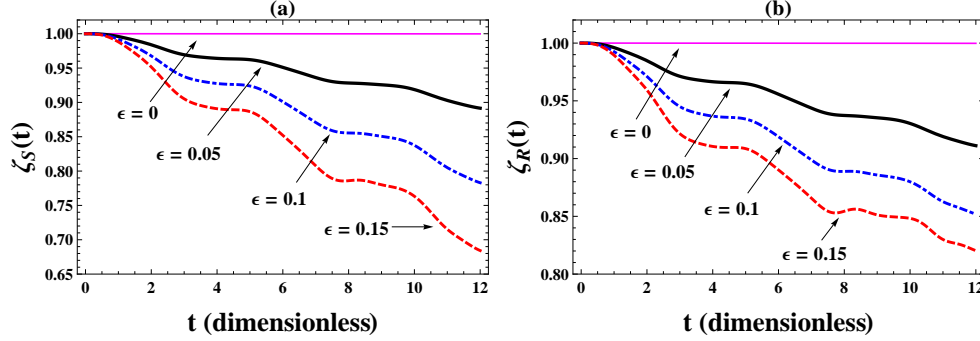 (a)
ζS(t)
1.00
0.95
0.90
0.85
0.80
0.75
0.70
0.65
ϵ = 0
ϵ = 0.05
ϵ = 0.1
ϵ = 0.15
0 2 4 6 8 10 12
t (dimensionless)
(b)
ζR(t)
1.00
0.95
0.90
0.85
0.80
ϵ = 0
ϵ = 0.05
ϵ = 0.1
ϵ = 0.15
0 2 4 6 8 10 12
t (dimensionless)